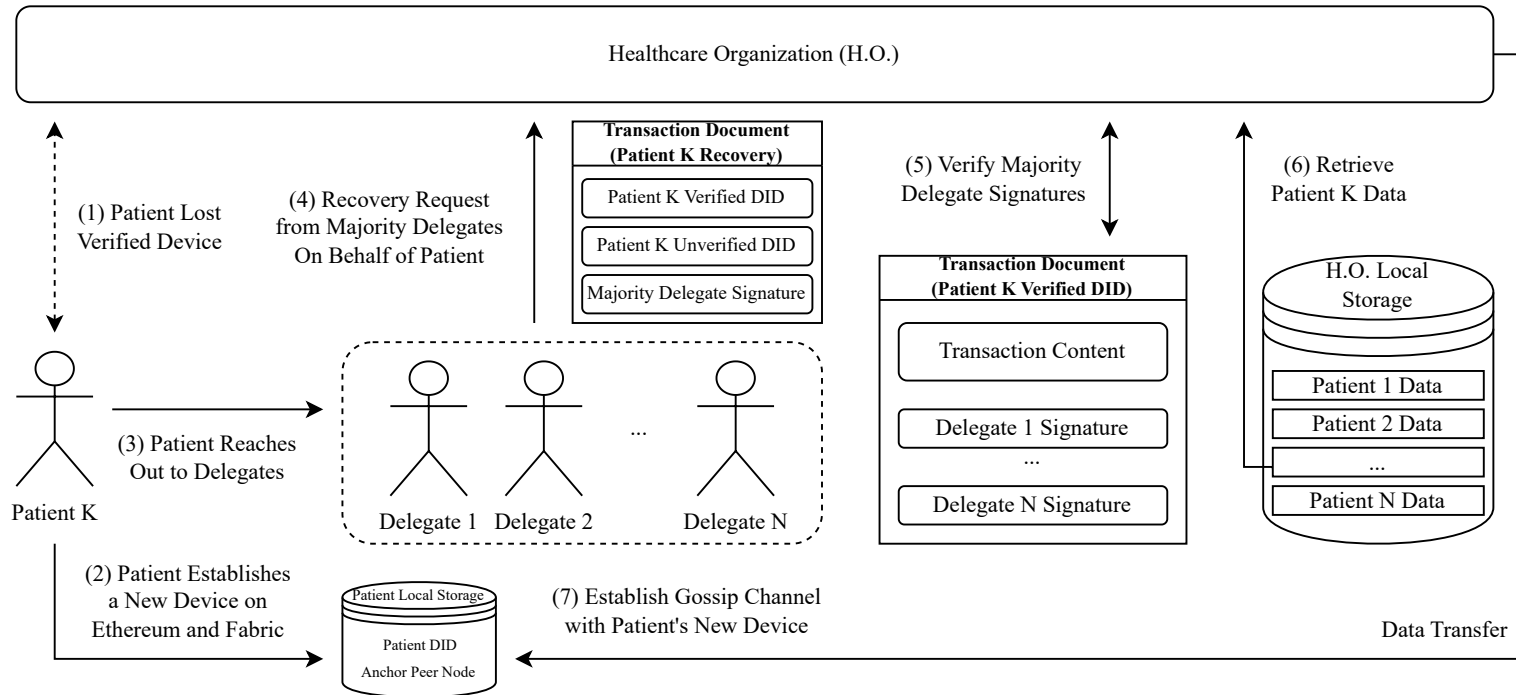 Healthcare Organization (H.O.)
(1) Patient Lost
Verified Device
(4) Recovery Request
from Majority Delegates
On Behalf of Patient
Transaction Document
(Patient K Recovery)
Patient K Verified DID
Patient K Unverified DID
Majority Delegate Signature
(5) Verify Majority
Delegate Signatures
(6) Retrieve
Patient K Data
Transaction Document
(Patient K Verified DID)
Transaction Content
Delegate 1 Signature
...
Delegate N Signature
H.O. Local
Storage
Patient 1 Data
Patient 2 Data
...
Patient N Data
Patient K
(3) Patient Reaches
Out to Delegates
Delegate 1
Delegate 2
...
Delegate N
(2) Patient Establishes
a New Device on
Ethereum and Fabric
Patient Local Storage
Patient DID
Anchor Peer Node
(7) Establish Gossip Channel
with Patient's New Device
Data Transfer